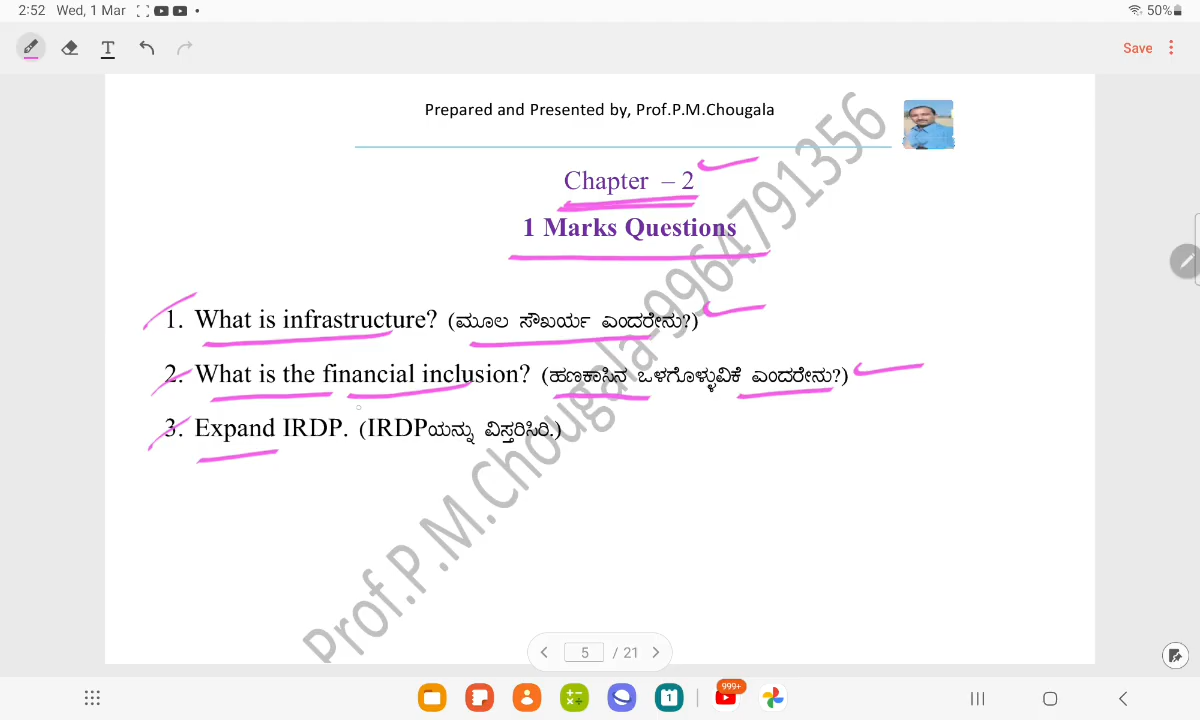 2:52 Wed, 1 Mar 50%
T Save
Prepared and Presented by, Prof.P.M.Chougala
Chapter – 2
1 Marks Questions
1. What is infrastructure? (ಮೂಲ ಸೌಖರ್ಯ ಎಂದರೇನು?)
2. What is the financial inclusion? (ಹಣಕಾಸಿನ ಒಳಗೊಳ್ಳುವಿಕೆ ಎಂದರೇನು?)
3. Expand IRDP. (IRDPಯನ್ನು ವಿಸ್ತರಿಸಿರಿ.)
Prof.P.M.Chougala-9964791356
5 / 21
1 999+